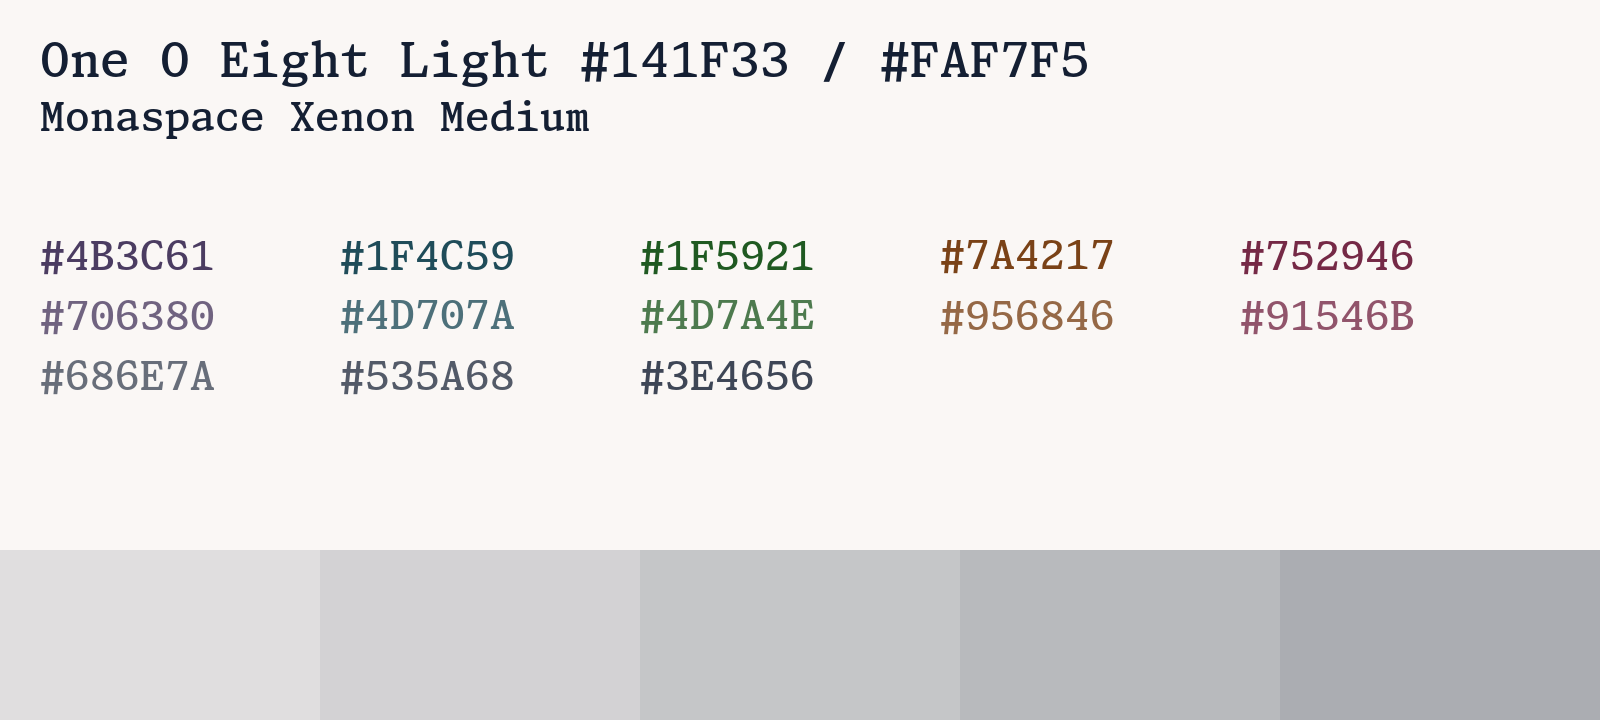 One O Eight Light #141F33 / #FAF7F5
Monaspace Xenon Medium
#4B3C61 #1F4C59 #1F5921 #7A4217 #752946
#706380 #4D707A #4D7A4E #956846 #91546B
#686E7A #535A68 #3E4656